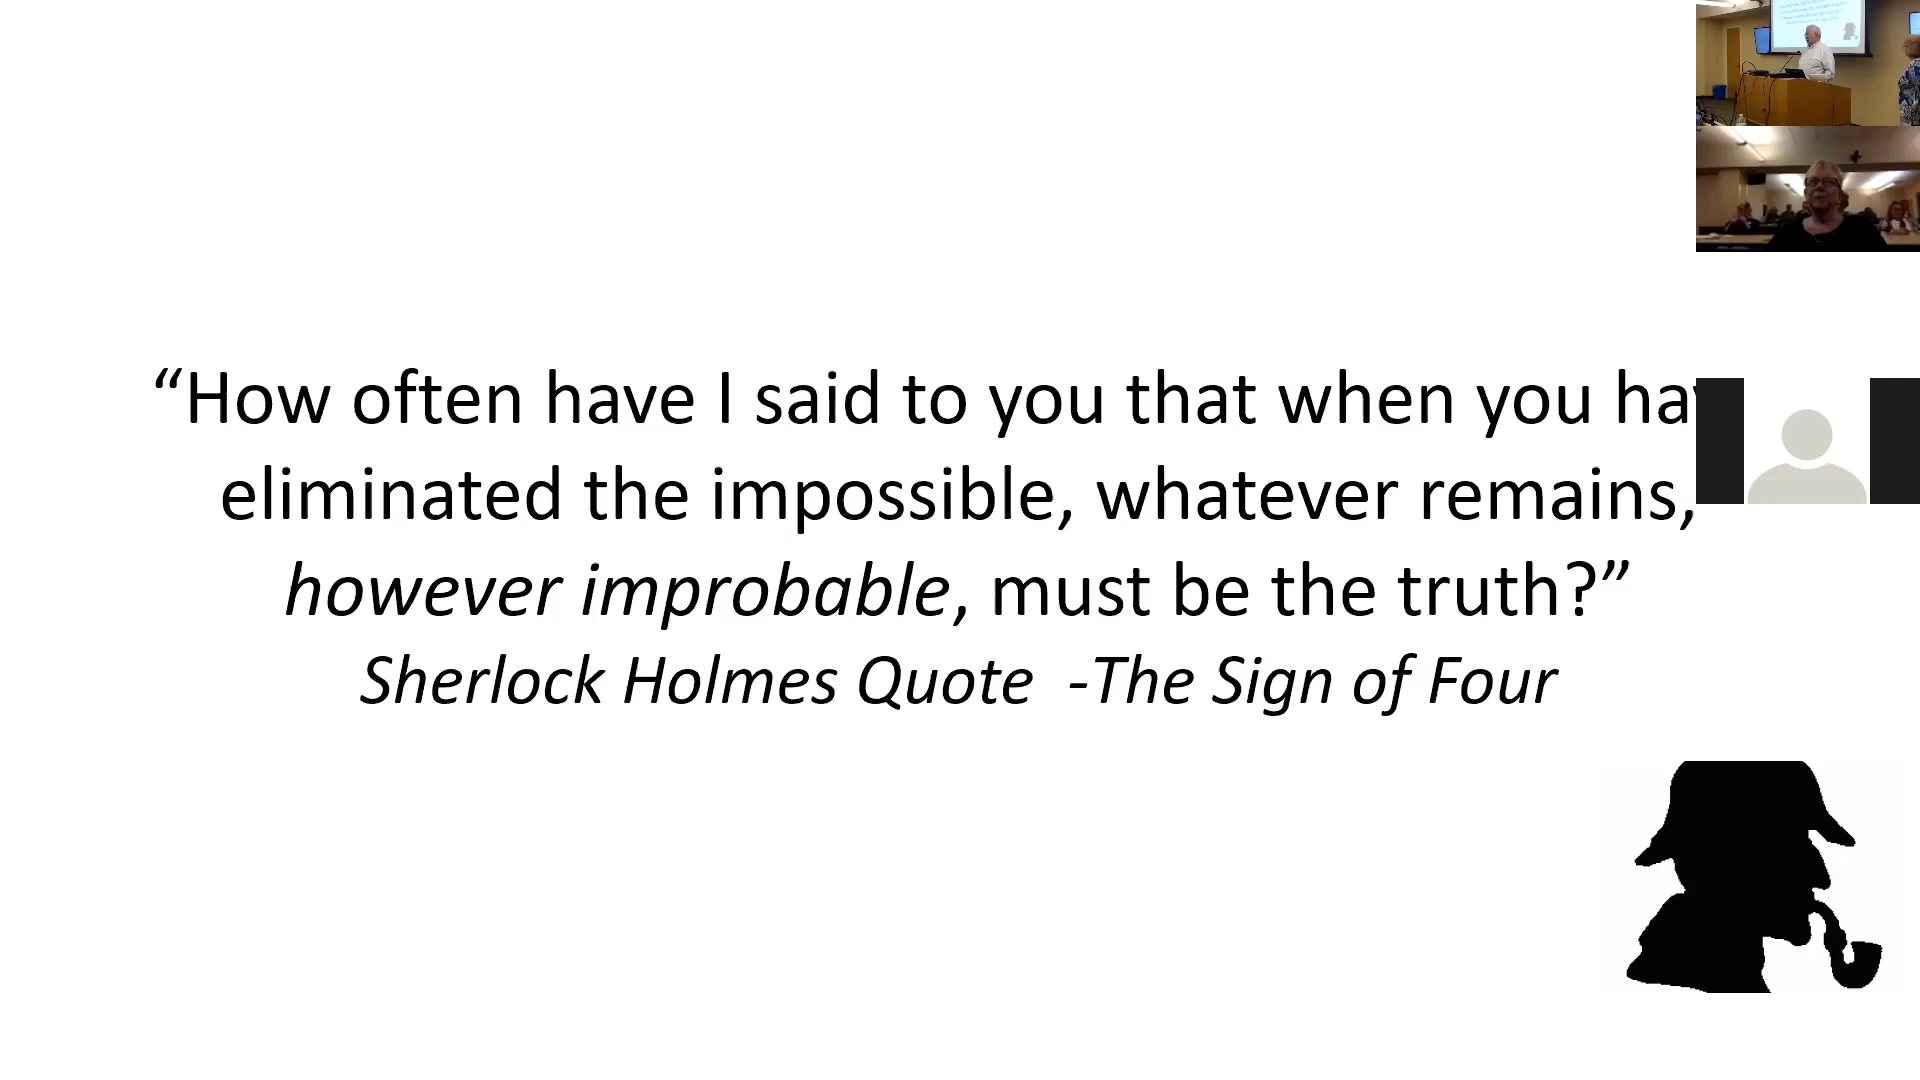 “How often have I said to you that when you hav
eliminated the impossible, whatever remains,
however improbable, must be the truth?”
Sherlock Holmes Quote -The Sign of Four